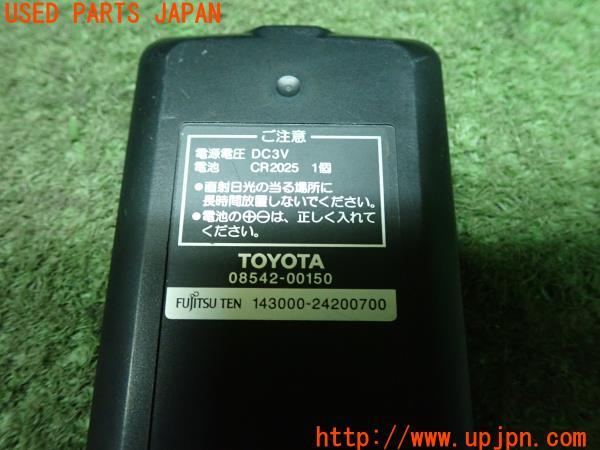 USED PARTS JAPAN
ご注意
電源電圧 DC3V
電池 CR2025 1個
●直射日光の当る場所に
長時間放置しないでください。
●電池の⊕⊖は、正しく入れて
ください。
TOYOTA
08542-00150
FUJITSU TEN 143000-24200700
http://www.upjpn.com